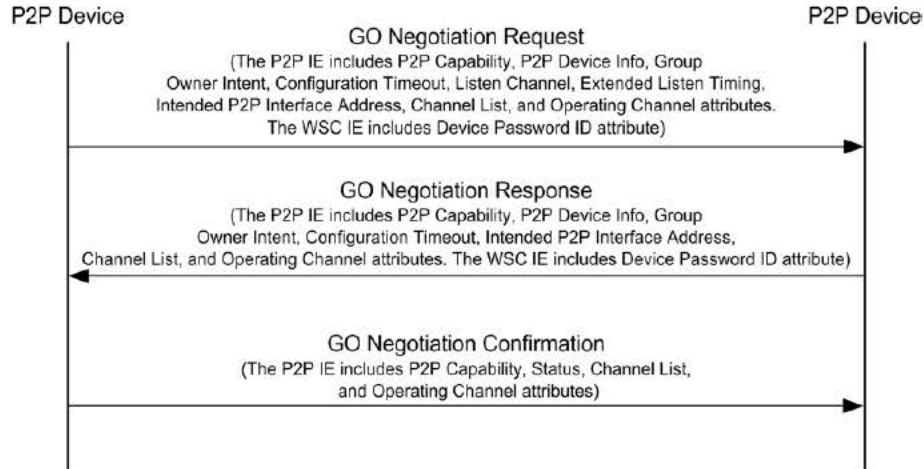 P2P Device
P2P Device
GO Negotiation Request
(The P2P IE includes P2P Capability, P2P Device Info, Group
Owner Intent, Configuration Timeout, Listen Channel, Extended Listen Timing,
Intended P2P Interface Address, Channel List, and Operating Channel attributes.
The WSC IE includes Device Password ID attribute)
GO Negotiation Response
(The P2P IE includes P2P Capability, P2P Device Info, Group
Owner Intent, Configuration Timeout, Intended P2P Interface Address,
Channel List, and Operating Channel attributes. The WSC IE includes Device Password ID attribute)
GO Negotiation Confirmation
(The P2P IE includes P2P Capability, Status, Channel List,
and Operating Channel attributes)